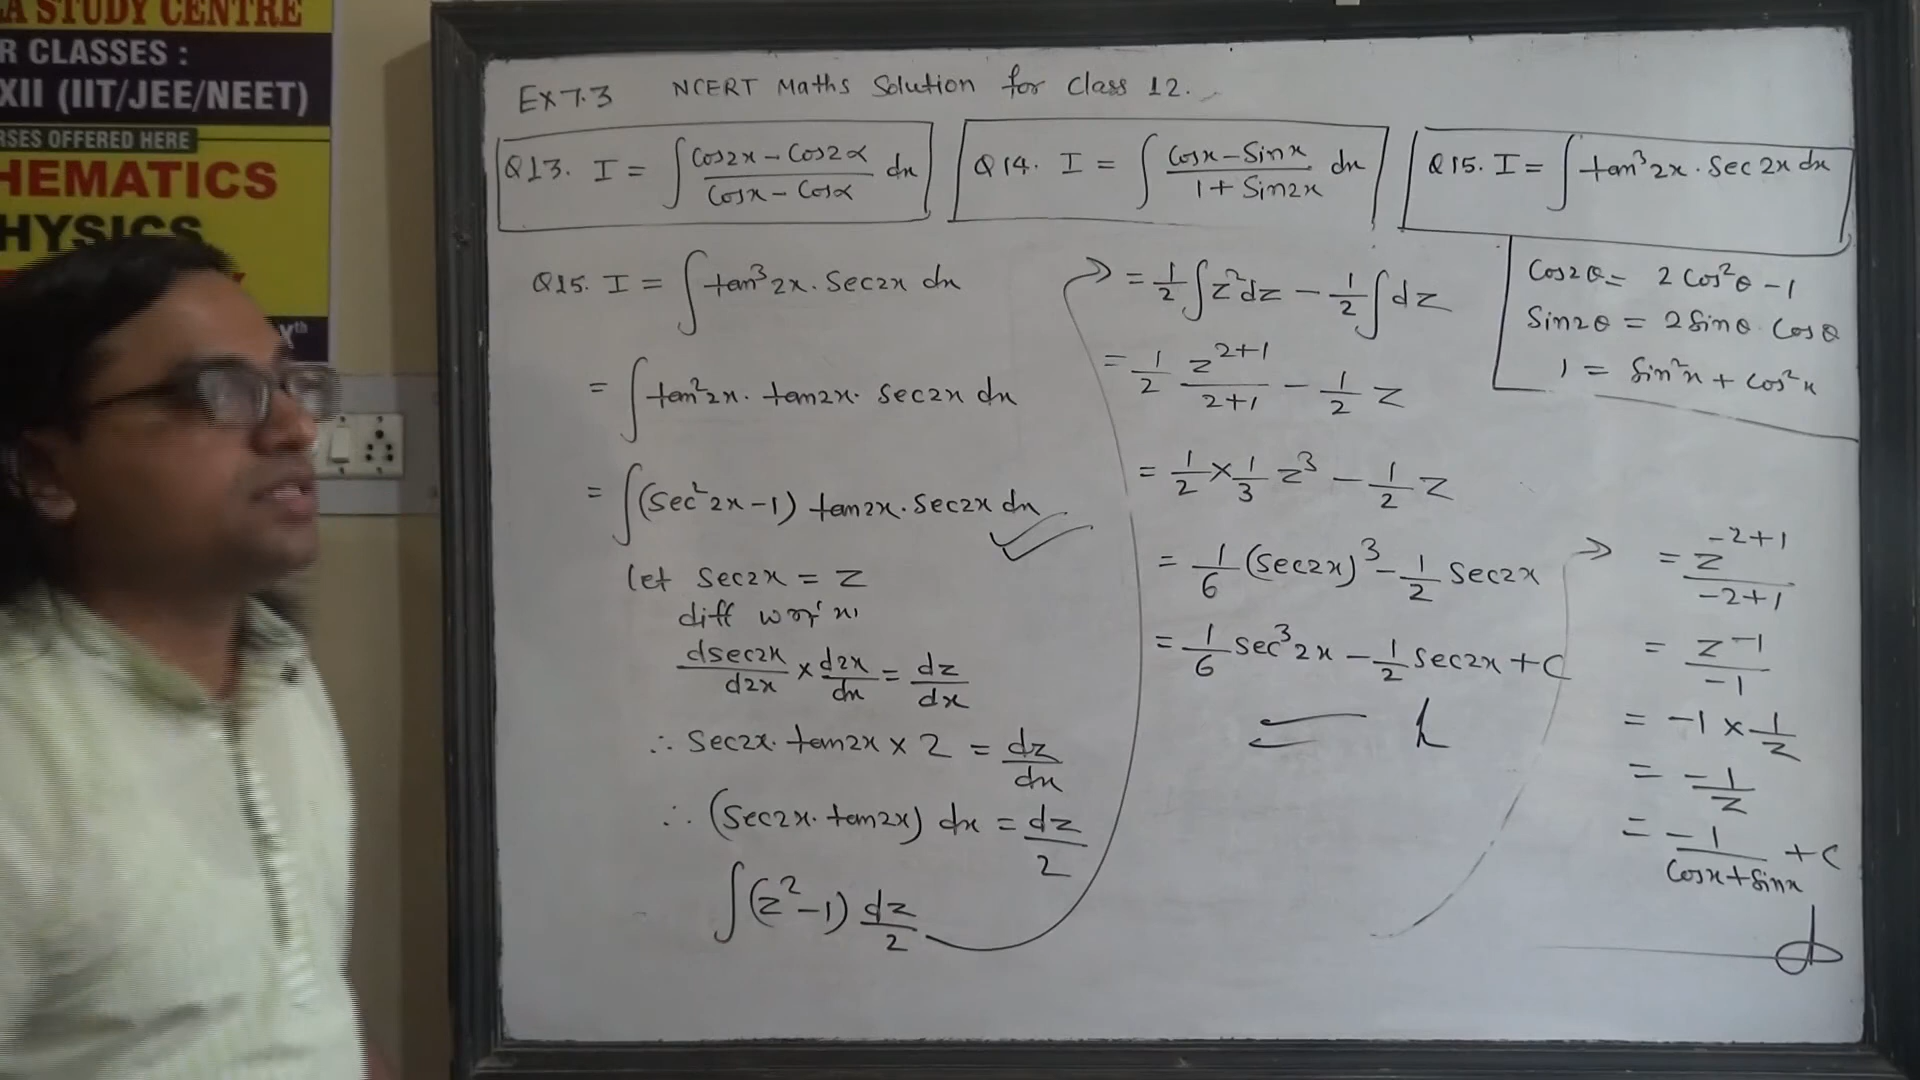 A STUDY CENTRE
R CLASSES :
XII (IIT/JEE/NEET)
RSES OFFERED HERE
HEMATICS
HYSICS
Xth
EX 7.3 NCERT Maths Solution for Class 12.
Q13. I = ∫ (Cos2x - Cos2α)/(Cosx - Cosα) dx
Q14. I = ∫ (Cosx - Sinx)/(1 + Sin2x) dx
Q15. I = ∫ tan³2x · Sec2x dx
Q15. I = ∫ tan³2x · Sec2x dx
= ∫ tan²2x · tan2x · Sec2x dx
= ∫ (Sec²2x - 1) tan2x · Sec2x dx
let Sec2x = Z
diff w.r.t x,
dsec2x/d2x × d2x/dx = dz/dx
∴ Sec2x · tan2x × 2 = dz/dx
∴ (Sec2x · tan2x) dx = dz/2
∫ (z² - 1) dz/2
= 1/2 ∫ z² dz - 1/2 ∫ dz
= 1/2 z^(2+1)/(2+1) - 1/2 z
= 1/2 × 1/3 z³ - 1/2 z
= 1/6 (Sec2x)³ - 1/2 Sec2x
= 1/6 Sec³2x - 1/2 Sec2x + C
Cos2θ = 2Cos²θ - 1
Sin2θ = 2Sinθ · Cosθ
1 = Sin²x + Cos²x
= z^(-2+1)/(-2+1)
= z^(-1)/(-1)
= -1 × 1/z
= -1/z
= -1/(Cosx + Sinx) + C